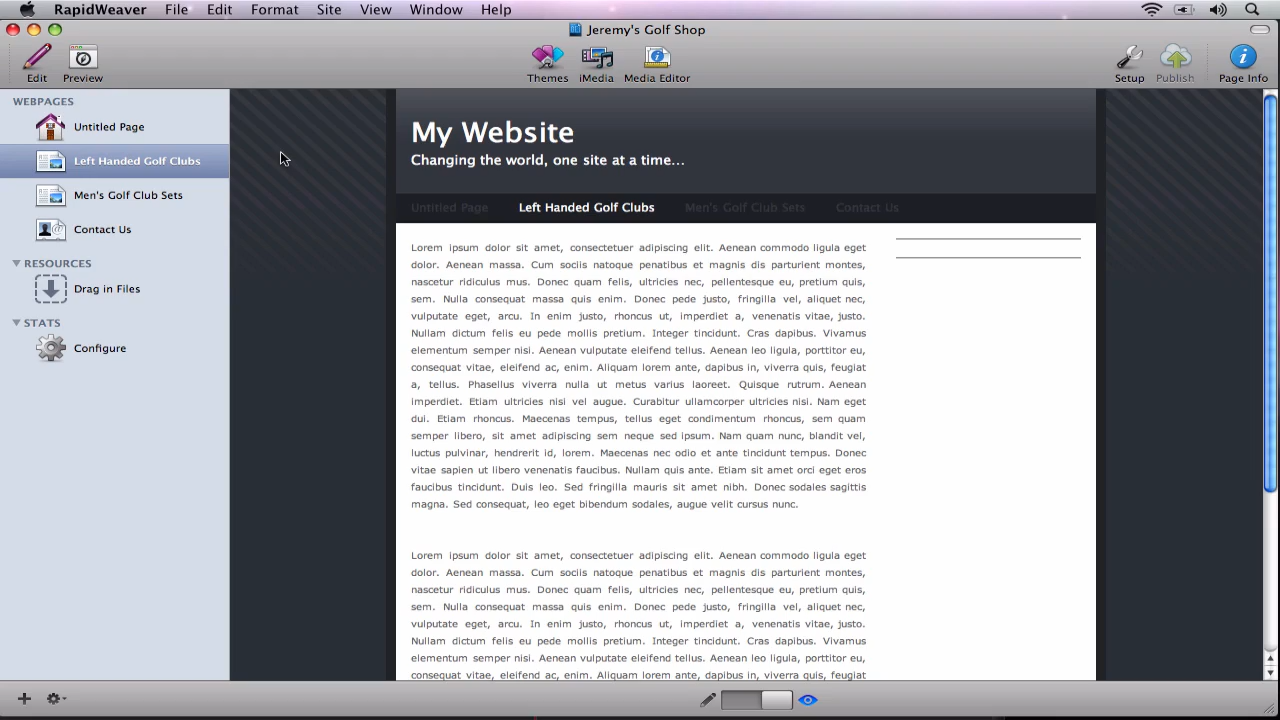 RapidWeaver File Edit Format Site View Window Help
Jeremy's Golf Shop
Edit Preview Themes iMedia Media Editor Setup Publish Page Info
WEBPAGES
Untitled Page
Left Handed Golf Clubs
Men's Golf Club Sets
Contact Us
RESOURCES
Drag in Files
STATS
Configure
My Website
Changing the world, one site at a time...
Untitled Page Left Handed Golf Clubs Men's Golf Club Sets Contact Us
Lorem ipsum dolor sit amet, consectetuer adipiscing elit. Aenean commodo ligula eget
dolor. Aenean massa. Cum sociis natoque penatibus et magnis dis parturient montes,
nascetur ridiculus mus. Donec quam felis, ultricies nec, pellentesque eu, pretium quis,
sem. Nulla consequat massa quis enim. Donec pede justo, fringilla vel, aliquet nec,
vulputate eget, arcu. In enim justo, rhoncus ut, imperdiet a, venenatis vitae, justo.
Nullam dictum felis eu pede mollis pretium. Integer tincidunt. Cras dapibus. Vivamus
elementum semper nisi. Aenean vulputate eleifend tellus. Aenean leo ligula, porttitor eu,
consequat vitae, eleifend ac, enim. Aliquam lorem ante, dapibus in, viverra quis, feugiat
a, tellus. Phasellus viverra nulla ut metus varius laoreet. Quisque rutrum. Aenean
imperdiet. Etiam ultricies nisi vel augue. Curabitur ullamcorper ultricies nisi. Nam eget
dui. Etiam rhoncus. Maecenas tempus, tellus eget condimentum rhoncus, sem quam
semper libero, sit amet adipiscing sem neque sed ipsum. Nam quam nunc, blandit vel,
luctus pulvinar, hendrerit id, lorem. Maecenas nec odio et ante tincidunt tempus. Donec
vitae sapien ut libero venenatis faucibus. Nullam quis ante. Etiam sit amet orci eget eros
faucibus tincidunt. Duis leo. Sed fringilla mauris sit amet nibh. Donec sodales sagittis
magna. Sed consequat, leo eget bibendum sodales, augue velit cursus nunc.
Lorem ipsum dolor sit amet, consectetuer adipiscing elit. Aenean commodo ligula eget
dolor. Aenean massa. Cum sociis natoque penatibus et magnis dis parturient montes,
nascetur ridiculus mus. Donec quam felis, ultricies nec, pellentesque eu, pretium quis,
sem. Nulla consequat massa quis enim. Donec pede justo, fringilla vel, aliquet nec,
vulputate eget, arcu. In enim justo, rhoncus ut, imperdiet a, venenatis vitae, justo.
Nullam dictum felis eu pede mollis pretium. Integer tincidunt. Cras dapibus. Vivamus
elementum semper nisi. Aenean vulputate eleifend tellus. Aenean leo ligula, porttitor eu,
consequat vitae, eleifend ac, enim. Aliquam lorem ante, dapibus in, viverra quis, feugiat